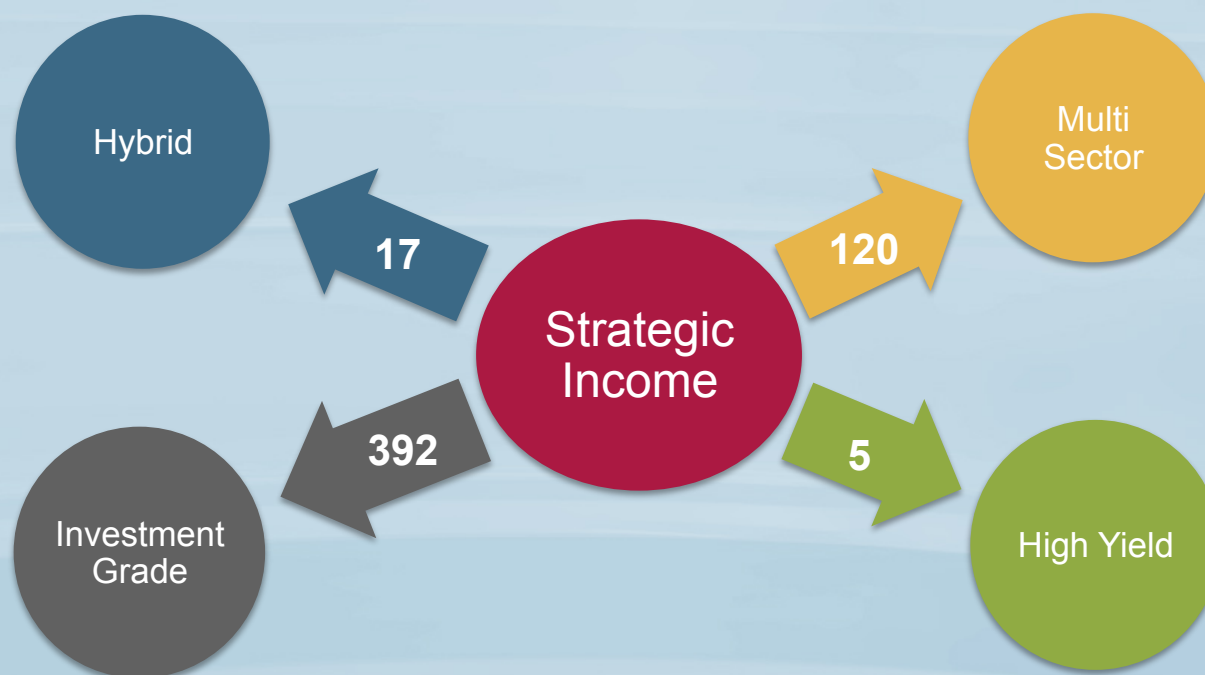 Hybrid
Multi
Sector
17
120
Strategic
Income
392
5
Investment
Grade
High Yield